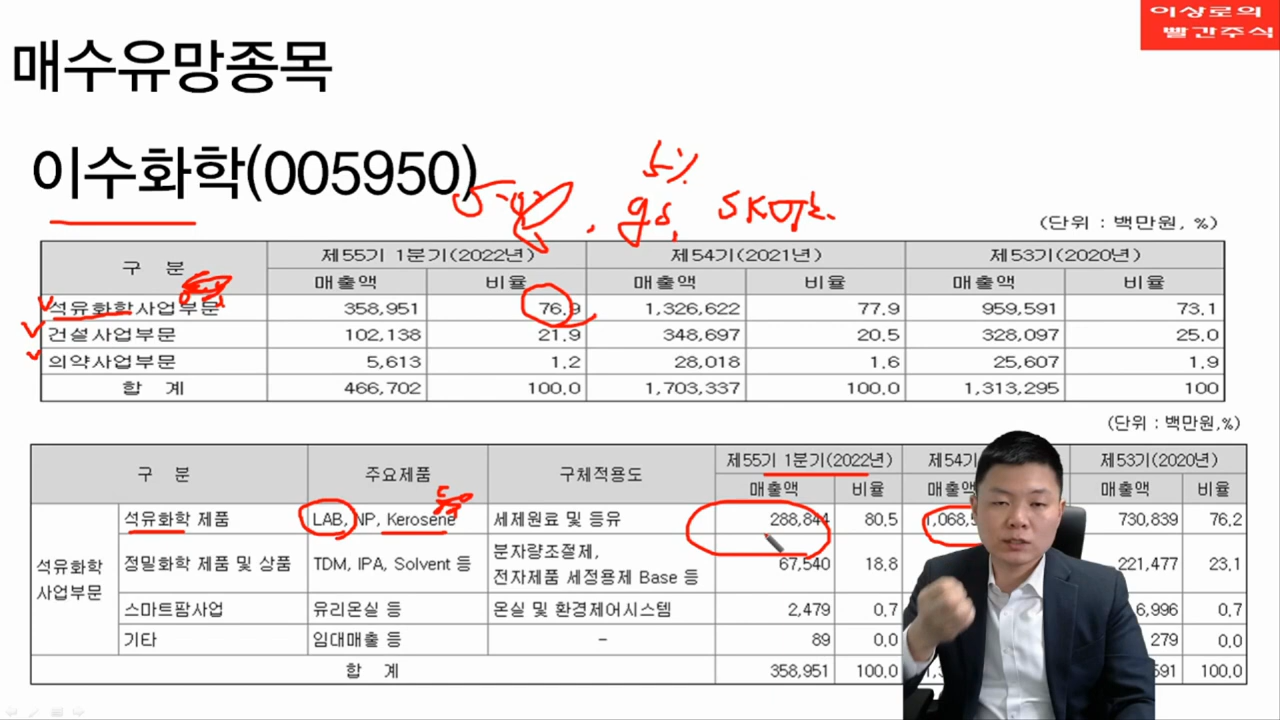 이상로의
빨간주식
매수유망종목
이수화학(005950)
5%
gs, SK
(단위 : 백만원, %)
구 분 제55기 1분기(2022년) 제54기(2021년) 제53기(2020년)
매출액 비율 매출액 비율 매출액 비율
석유화학사업부문 358,951 76.9 1,326,622 77.9 959,591 73.1
건설사업부문 102,138 21.9 348,697 20.5 328,097 25.0
의약사업부문 5,613 1.2 28,018 1.6 25,607 1.9
합 계 466,702 100.0 1,703,337 100.0 1,313,295 100
(단위 : 백만원,%)
구 분 주요제품 구체적용도 제55기 1분기(2022년) 제54기 제53기(2020년)
매출액 비율 매출액 매출액 비율
석유화학 제품 LAB, NP, Kerosene 세제원료 및 등유 288,844 80.5 730,839 76.2
석유화학
사업부문
정밀화학 제품 및 상품 TDM, IPA, Solvent 등 분자량조절제,
전자제품 세정용제 Base 등 67,540 18.8 221,477 23.1
스마트팜사업 유리온실 등 온실 및 환경제어시스템 2,479 0.7 6,996 0.7
기타 임대매출 등 - 89 0.0 279 0.0
합 계 358,951 100.0 591 100.0